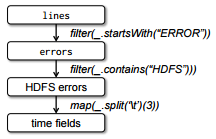 lines
filter(_.startsWith("ERROR"))
errors
filter(_.contains("HDFS")))
HDFS errors
map(_.split('\t')(3))
time fields